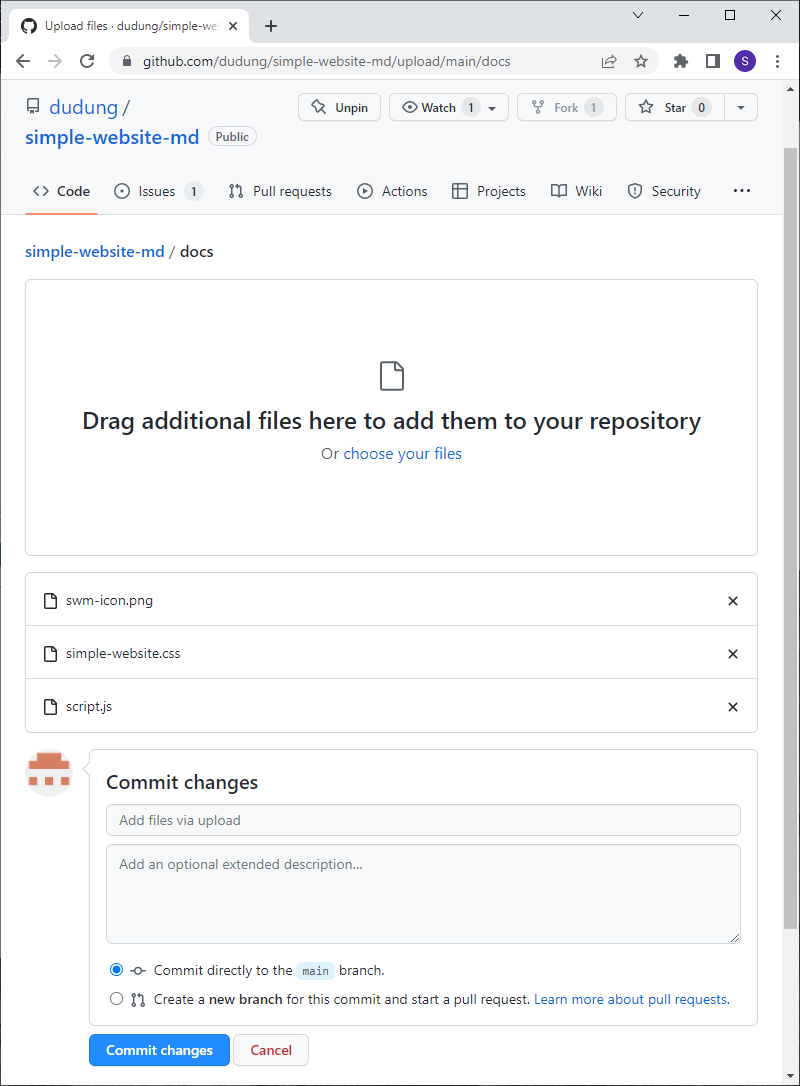 Upload files · dudung/simple-we
github.com/dudung/simple-website-md/upload/main/docs
S
dudung /
Unpin
Watch 1
Fork 1
Star 0
simple-website-md Public
Code
Issues 1
Pull requests
Actions
Projects
Wiki
Security
simple-website-md / docs
Drag additional files here to add them to your repository
Or choose your files
swm-icon.png
simple-website.css
script.js
Commit changes
Add files via upload
Add an optional extended description...
Commit directly to the main branch.
Create a new branch for this commit and start a pull request. Learn more about pull requests.
Commit changes
Cancel